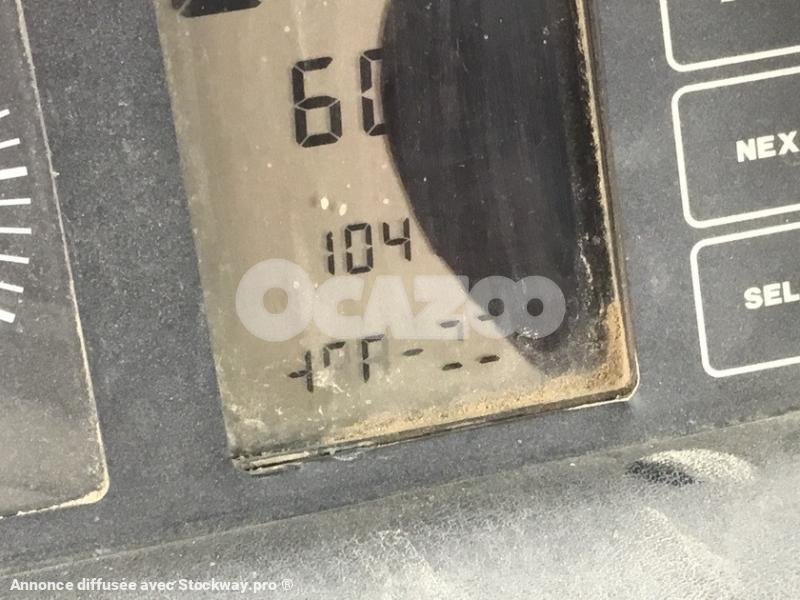 60
104
NEX
SEL
OCAZOO
Annonce diffusée avec Stockway.pro ®